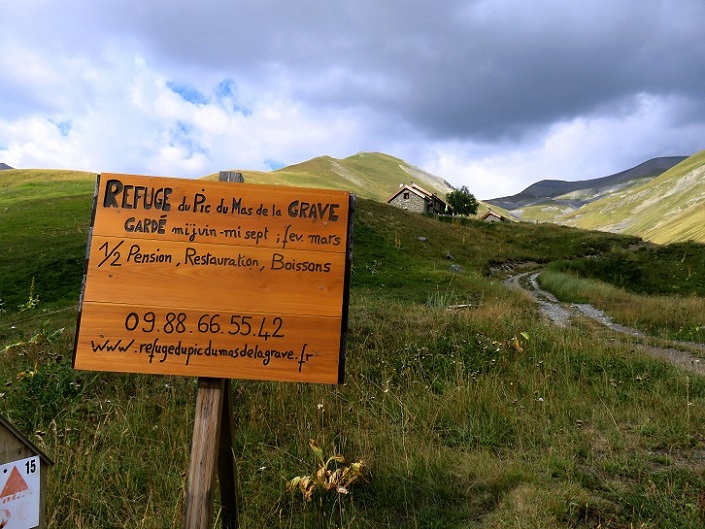 REFUGE du Pic du Mas de la GRAVE
GARDÉ mi juin-mi sept ; fev. mars
1/2 Pension, Restauration, Boissons
09.88.66.55.42
www.refugedupicdumasdelagrave.fr
15